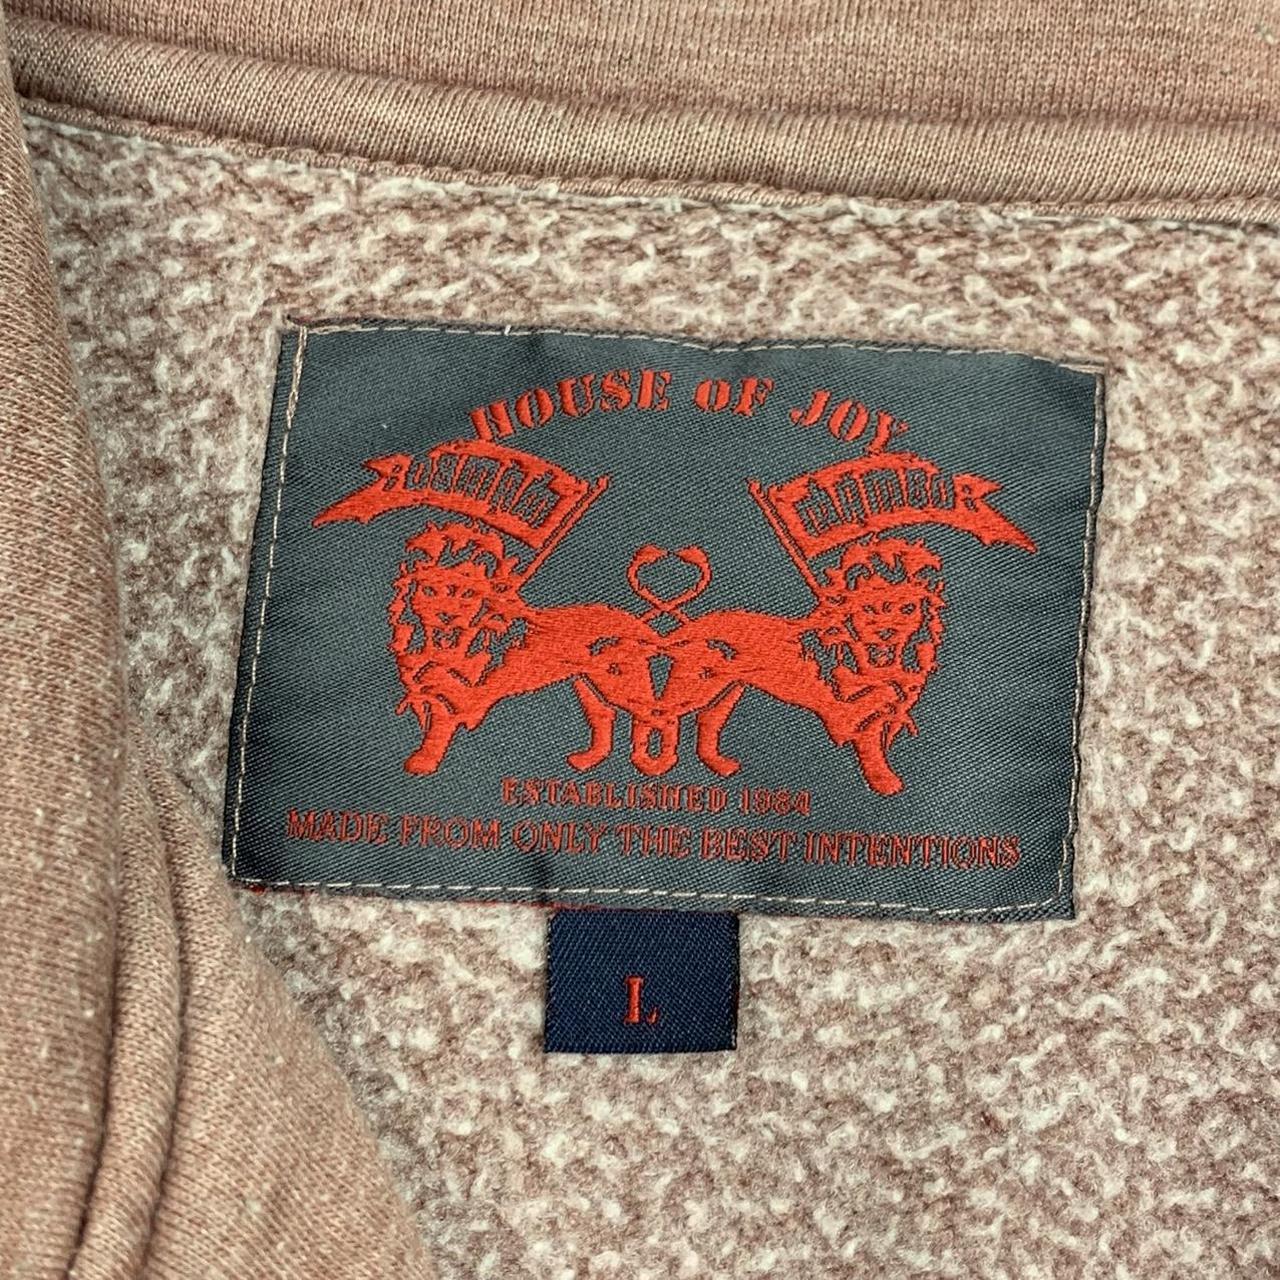 HOUSE OF JOY
ESTABLISHED 1984
MADE FROM ONLY THE BEST INTENTIONS
L